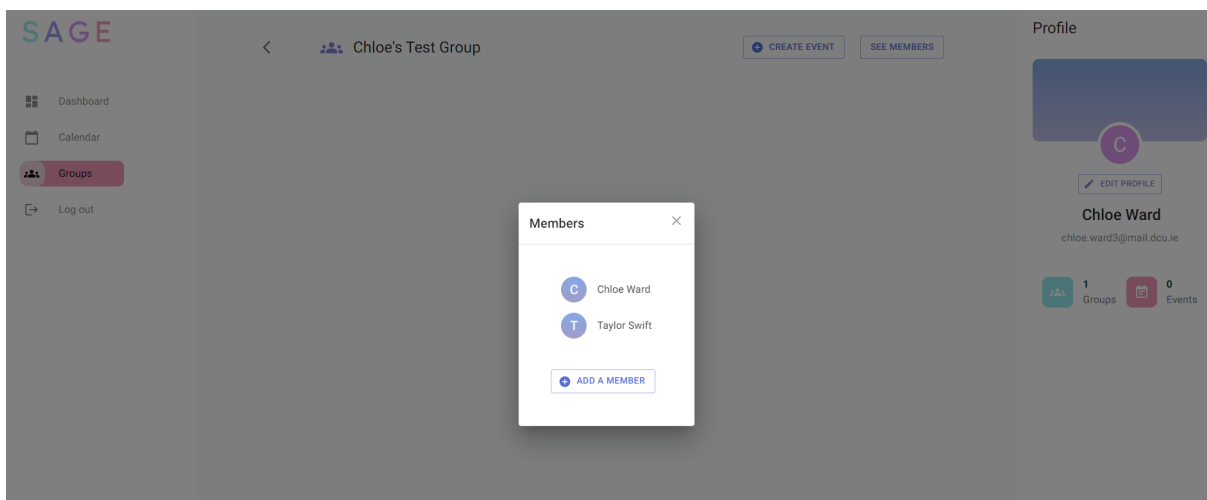 SAGE
Dashboard
Calendar
Groups
Log out
Chloe's Test Group
CREATE EVENT
SEE MEMBERS
Members
C Chloe Ward
T Taylor Swift
ADD A MEMBER
Profile
C
EDIT PROFILE
Chloe Ward
chloe.ward3@mail.dcu.ie
1
Groups
0
Events